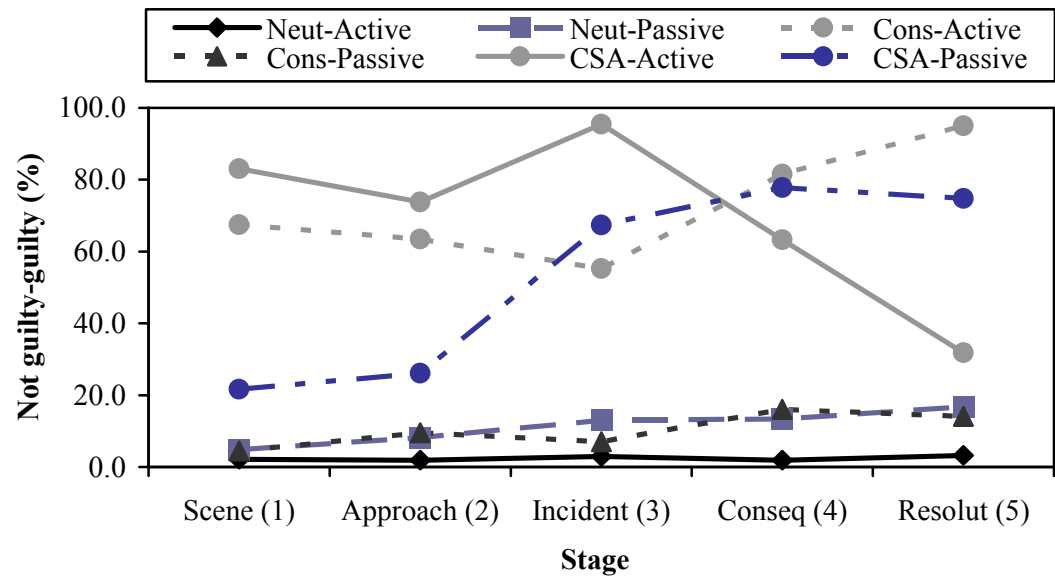 Neut-Active Neut-Passive Cons-Active
Cons-Passive CSA-Active CSA-Passive
100.0
80.0
60.0
40.0
20.0
0.0
Not guilty-guilty (%)
Scene (1) Approach (2) Incident (3) Conseq (4) Resolut (5)
Stage